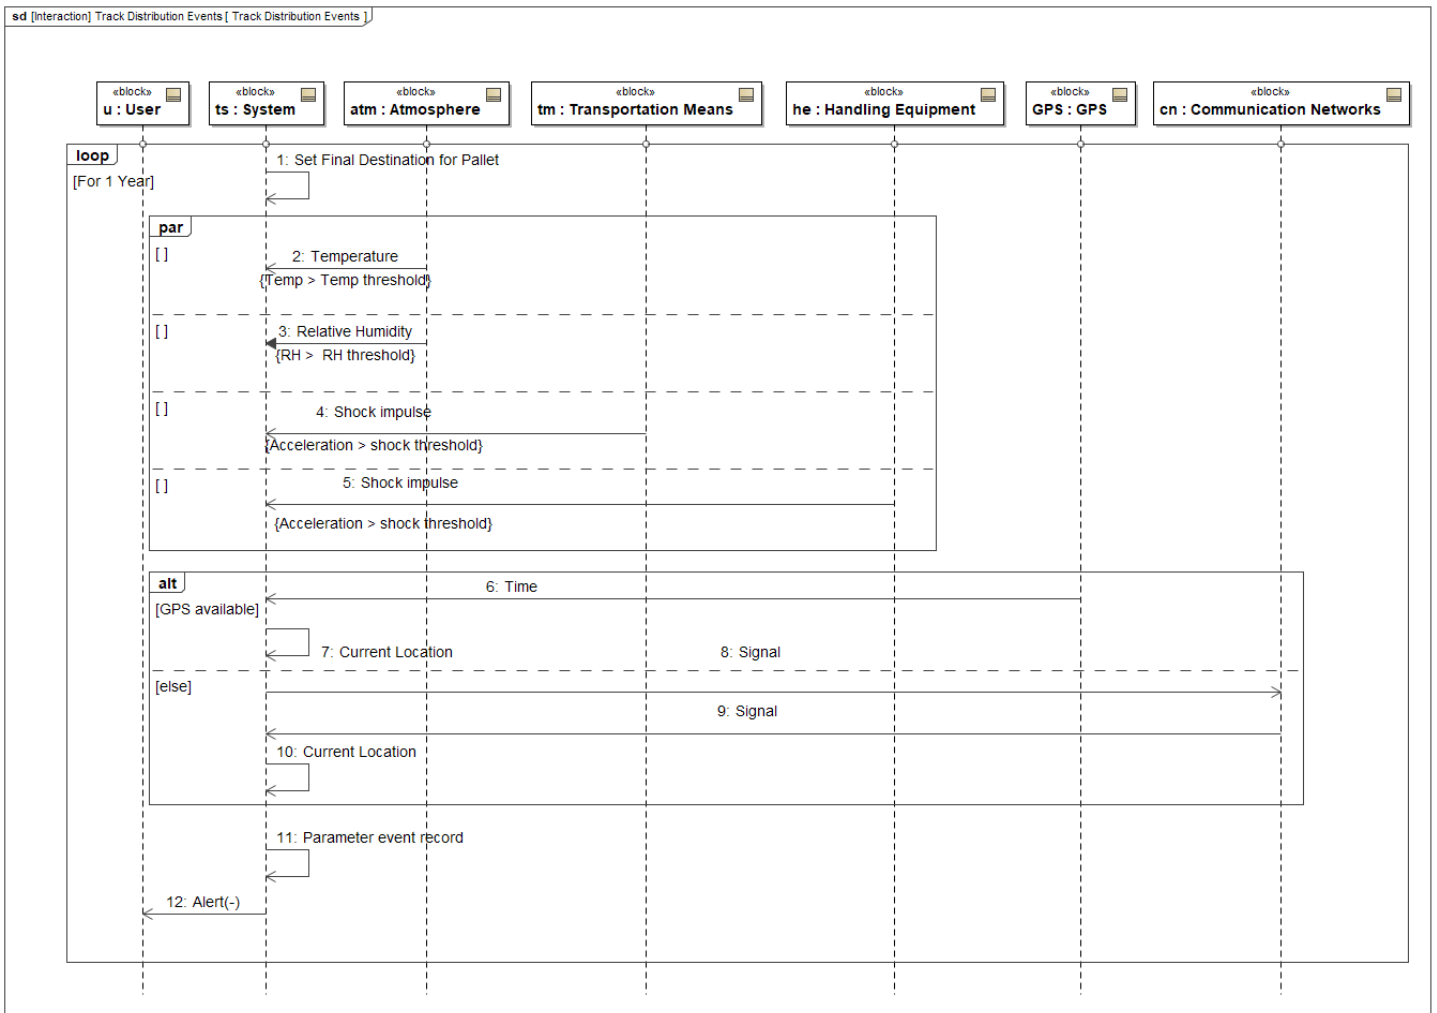 sd [Interaction] Track Distribution Events [ Track Distribution Events ]
«block»
u : User
«block»
ts : System
«block»
atm : Atmosphere
«block»
tm : Transportation Means
«block»
he : Handling Equipment
«block»
GPS : GPS
«block»
cn : Communication Networks
loop
[For 1 Year]
1: Set Final Destination for Pallet
par
[ ]
2: Temperature
{Temp > Temp threshold}
[ ]
3: Relative Humidity
{RH > RH threshold}
[ ]
4: Shock impulse
{Acceleration > shock threshold}
[ ]
5: Shock impulse
{Acceleration > shock threshold}
alt
[GPS available]
6: Time
7: Current Location
8: Signal
[else]
9: Signal
10: Current Location
11: Parameter event record
12: Alert(-)